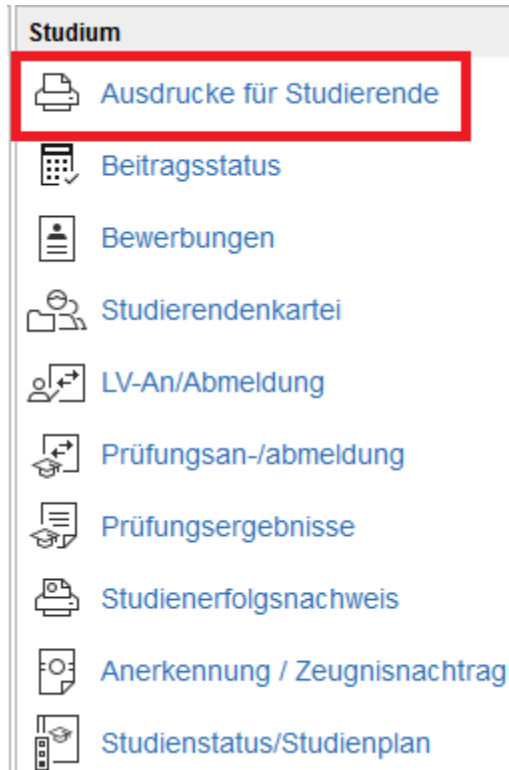 Studium
Ausdrucke für Studierende
Beitragsstatus
Bewerbungen
Studierendenkartei
LV-An/Abmeldung
Prüfungsan-/abmeldung
Prüfungsergebnisse
Studienerfolgsnachweis
Anerkennung / Zeugnisnachtrag
Studienstatus/Studienplan